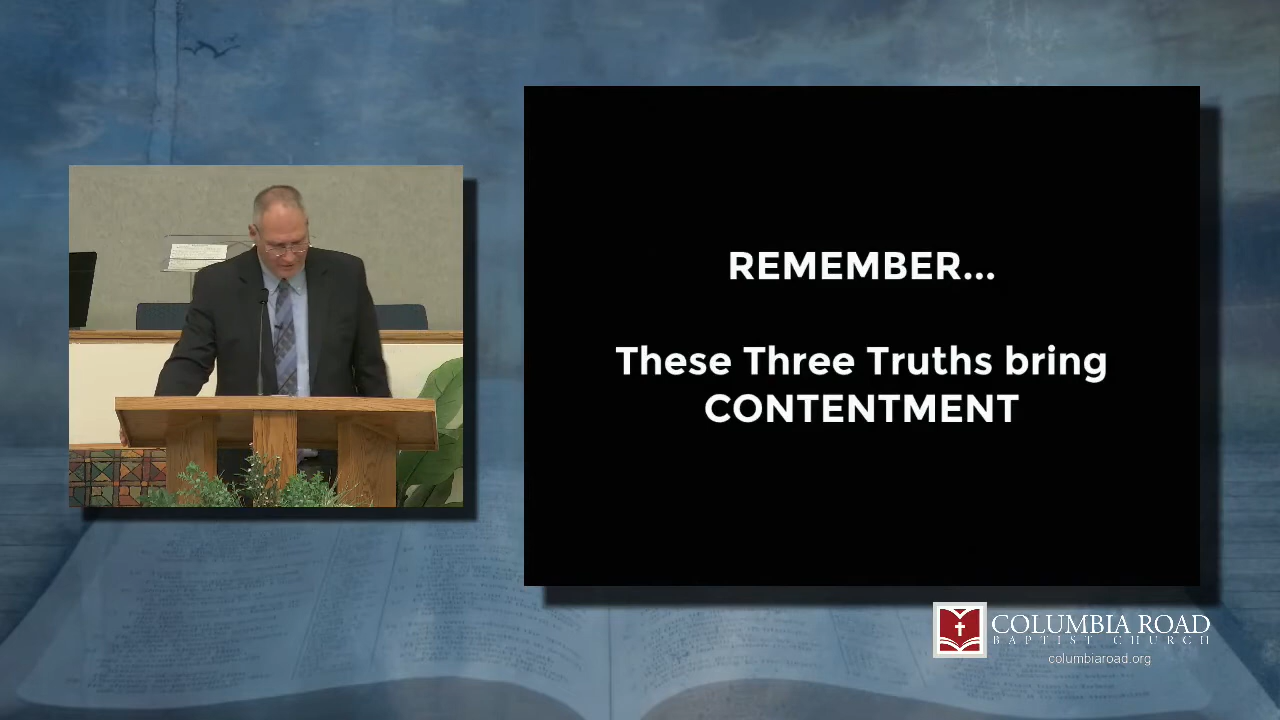 REMEMBER...
These Three Truths bring
CONTENTMENT
COLUMBIA ROAD
BAPTIST CHURCH
columbiaroad.org